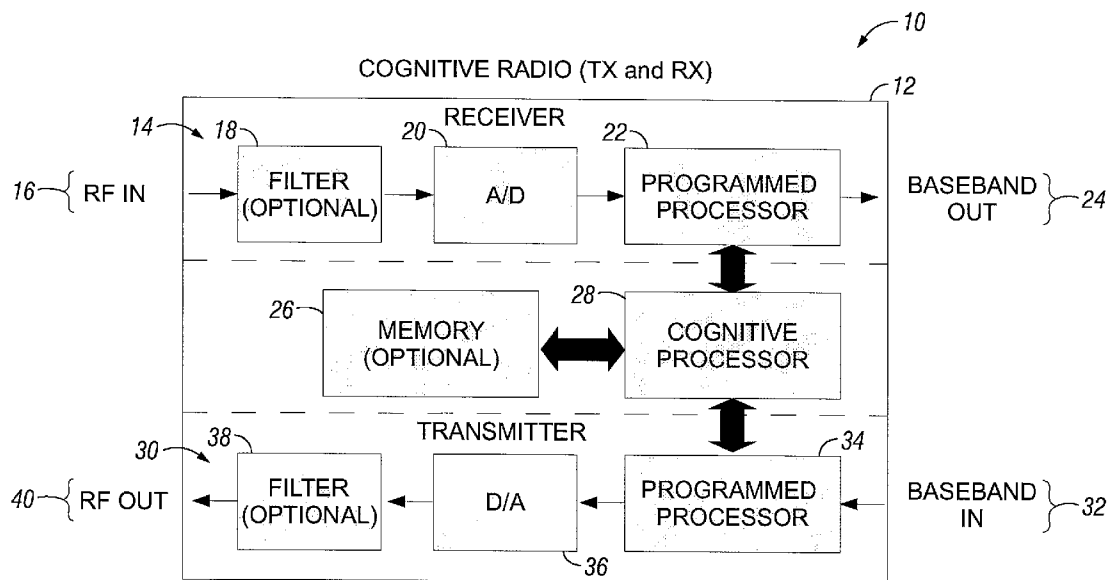 10
COGNITIVE RADIO (TX and RX)
12
RECEIVER
14
18
20
22
16
RF IN
FILTER
(OPTIONAL)
A/D
PROGRAMMED
PROCESSOR
BASEBAND
OUT
24
26
28
MEMORY
(OPTIONAL)
COGNITIVE
PROCESSOR
TRANSMITTER
30
38
34
40
RF OUT
FILTER
(OPTIONAL)
D/A
PROGRAMMED
PROCESSOR
BASEBAND
IN
32
36